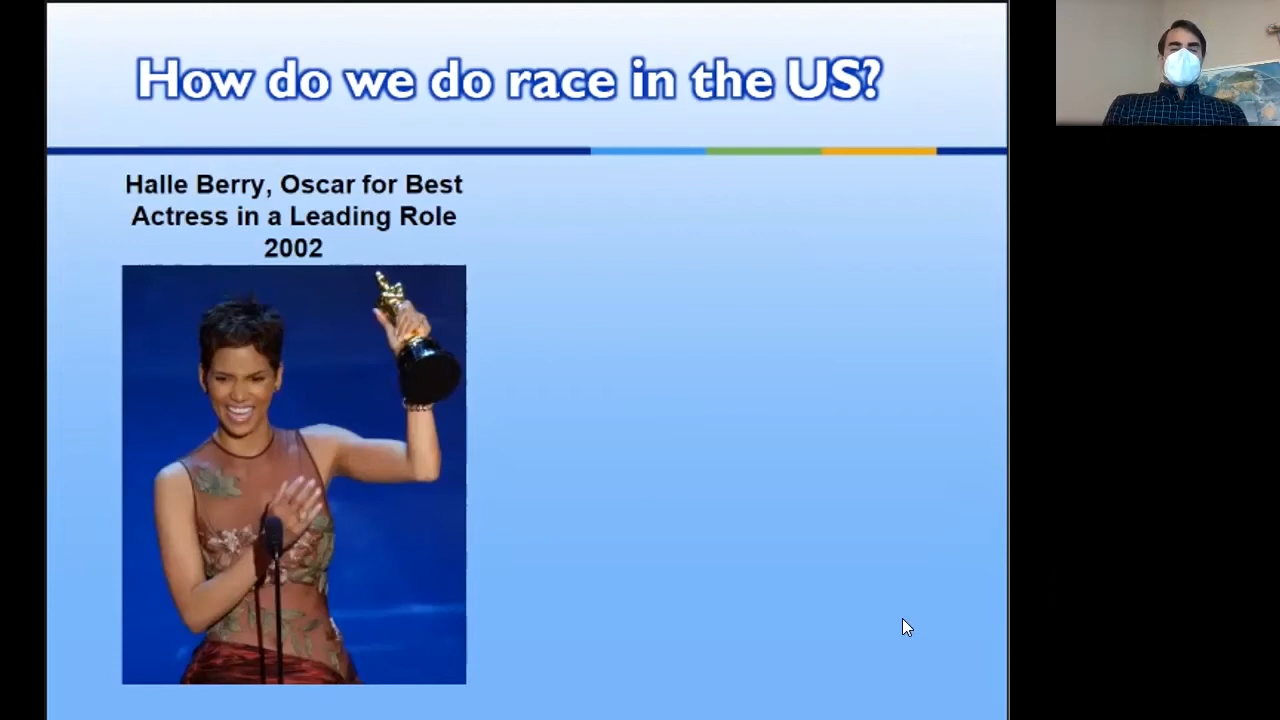 How do we do race in the US?
Halle Berry, Oscar for Best
Actress in a Leading Role
2002